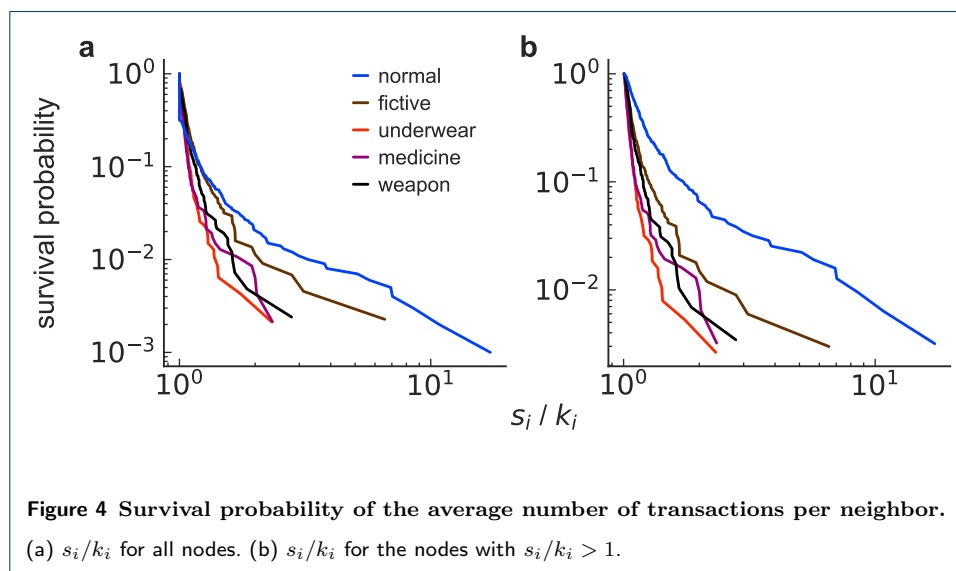 a
b
10^0
10^-1
10^-2
10^-3
survival probability
normal
fictive
underwear
medicine
weapon
10^0
10^1
10^0
10^-1
10^-2
10^0
10^1
s_i / k_i
Figure 4 Survival probability of the average number of transactions per neighbor.
(a) s_i/k_i for all nodes. (b) s_i/k_i for the nodes with s_i/k_i > 1.